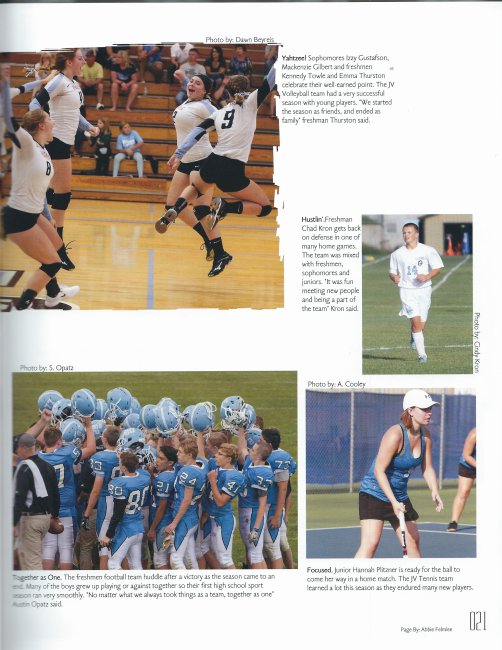 Photo by: Dawn Beyreis
Yahtzee! Sophomores Izzy Gustafson,
Mackenzie Gilbert and freshmen
Kennedy Towle and Emma Thurston
celebrate their well-earned point. The JV
Volleyball team had a very successful
season with young players. "We started
the season as friends, and ended as
family" freshman Thurston said.
9
8
Hustlin'.Freshman
Chad Kron gets back
on defense in one of
many home games.
The team was mixed
with freshmen,
sophomores and
juniors. "It was fun
meeting new people
and being a part of
the team" Kron said.
14
Photo by: Cindy Kron
Photo by: S. Opatz
Photo by: A. Cooley
80
24
4
Together as One. The freshmen football team huddle after a victory as the season came to an
end. Many of the boys grew up playing or against together so their first high school sport
season ran very smoothly. "No matter what we always took things as a team, together as one"
Austin Opatz said.
Focused. Junior Hannah Plitzner is ready for the ball to
come her way in a home match. The JV Tennis team
learned a lot this season as they endured many new players.
Page By: Abbie Felmlee
021